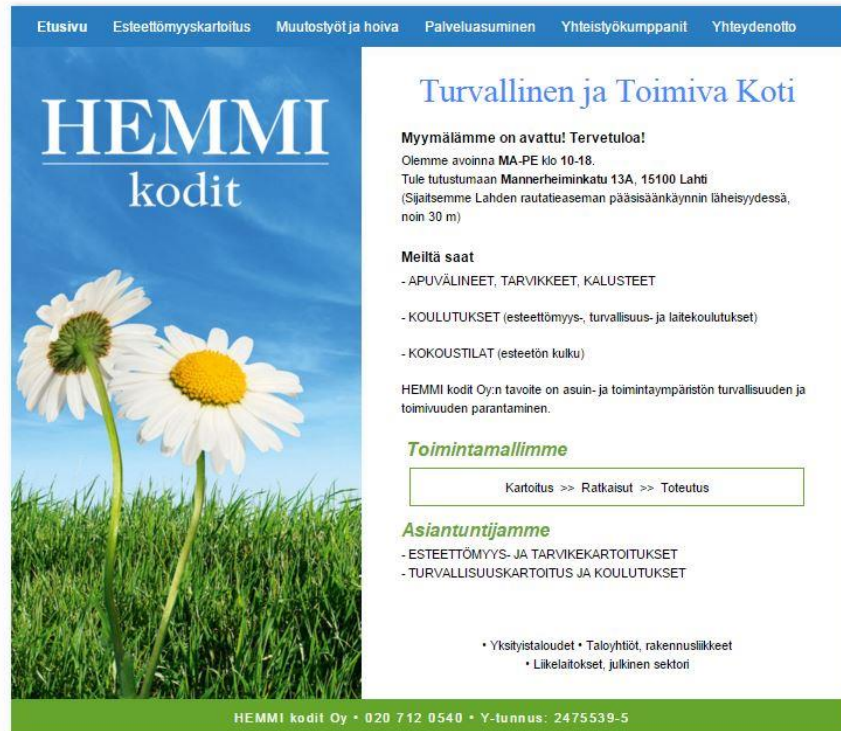 Etusivu Esteettömyyskartoitus Muutostyöt ja hoiva Palveluasuminen Yhteistyökumppanit Yhteydenotto
HEMMI
kodit
Turvallinen ja Toimiva Koti
Myymälämme on avattu! Tervetuloa!
Olemme avoinna MA-PE klo 10-18.
Tule tutustumaan Mannerheiminkatu 13A, 15100 Lahti
(Sijaitsemme Lahden rautatieaseman pääsisäänkäynnin läheisyydessä,
noin 30 m)
Meiltä saat
- APUVÄLINEET, TARVIKKEET, KALUSTEET
- KOULUTUKSET (esteettömyys-, turvallisuus- ja laitekoulutukset)
- KOKOUSTILAT (esteetön kulku)
HEMMI kodit Oy:n tavoite on asuin- ja toimintaympäristön turvallisuuden ja
toimivuuden parantaminen.
Toimintamallimme
Kartoitus >> Ratkaisut >> Toteutus
Asiantuntijamme
- ESTEETTÖMYYS- JA TARVIKEKARTOITUKSET
- TURVALLISUUSKARTOITUS JA KOULUTUKSET
• Yksityistaloudet • Taloyhtiöt, rakennusliikkeet
• Liikelaitokset, julkinen sektori
HEMMI kodit Oy • 020 712 0540 • Y-tunnus: 2475539-5